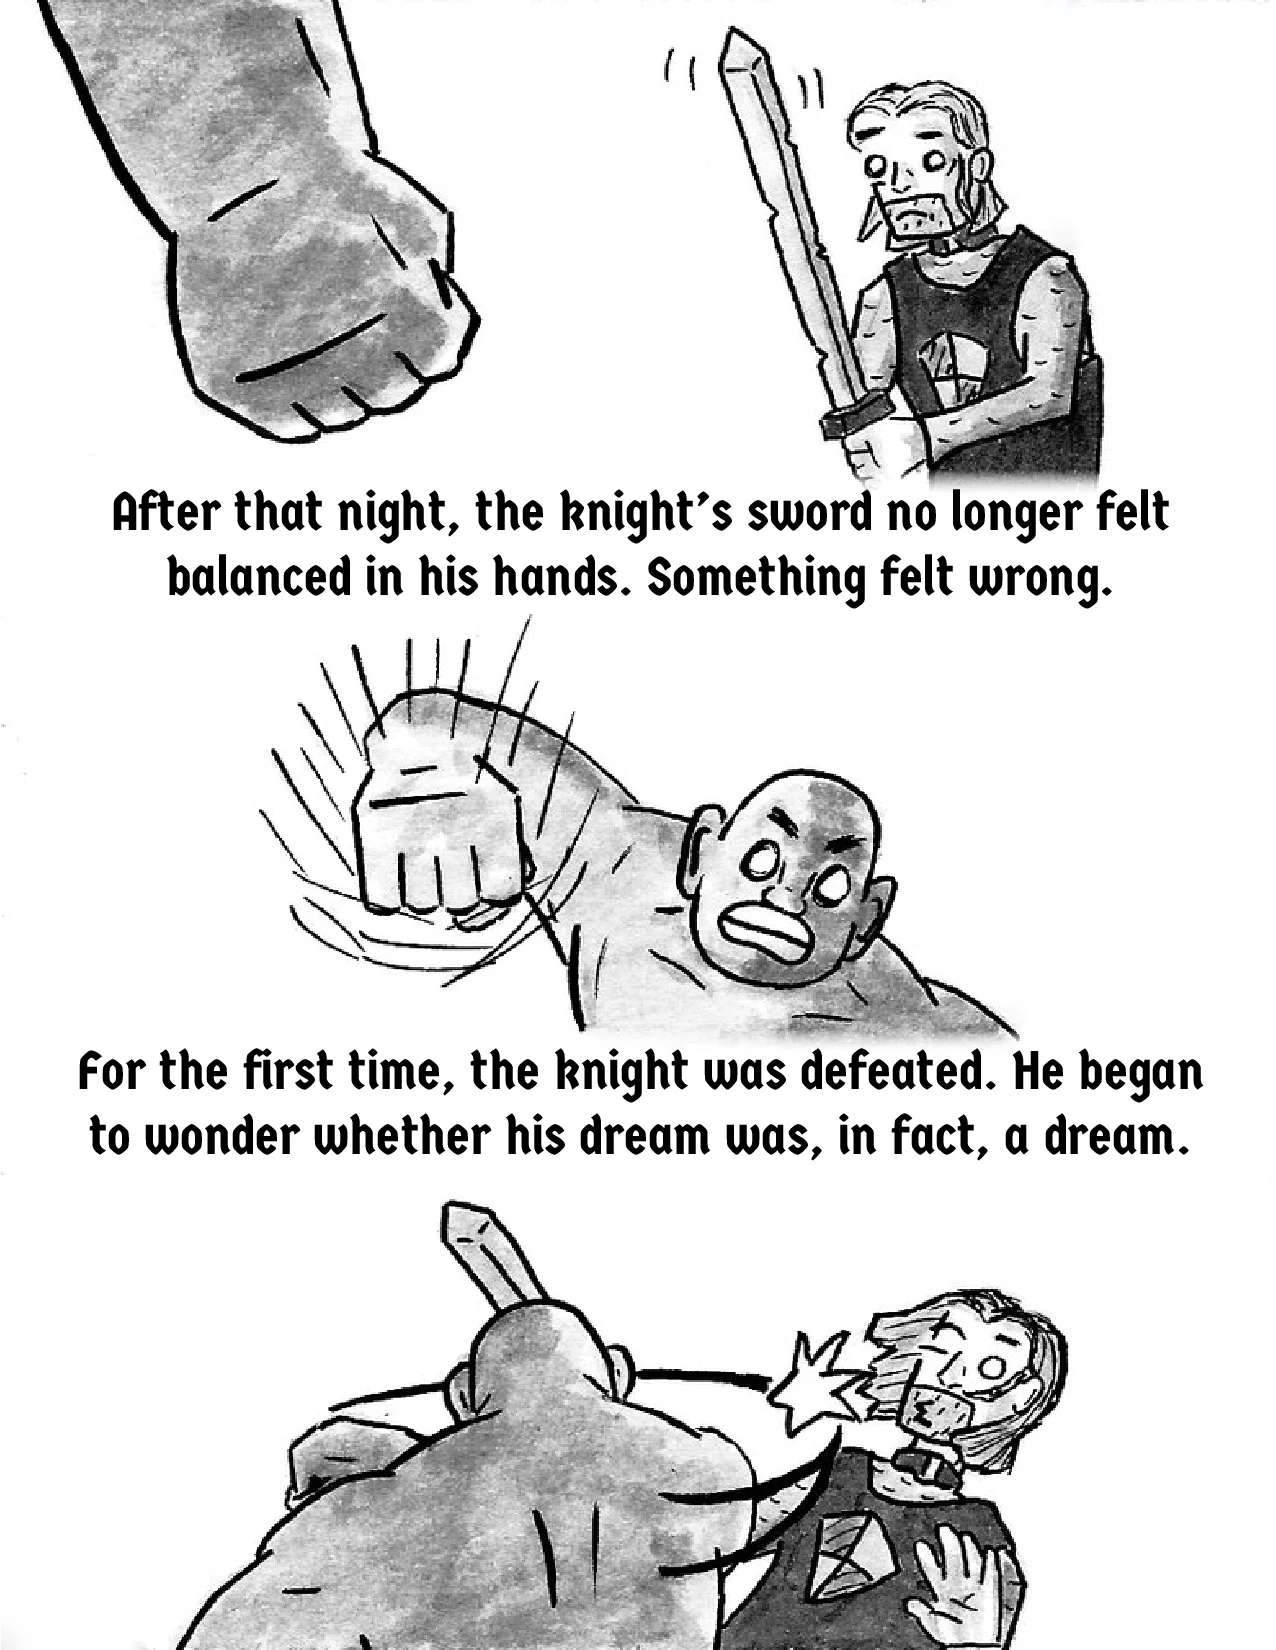 After that night, the knight's sword no longer felt
balanced in his hands. Something felt wrong.
For the first time, the knight was defeated. He began
to wonder whether his dream was, in fact, a dream.